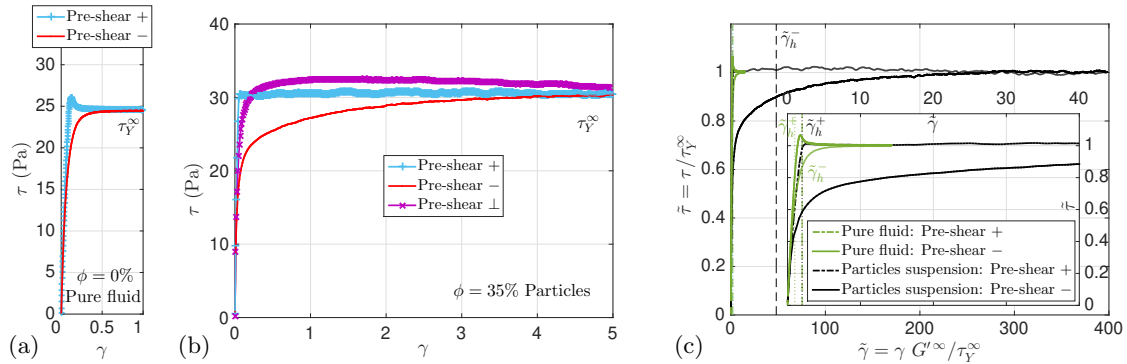 Pre-shear +
Pre-shear −
30
25
20
15
10
5
0
τ (Pa)
τ_Y^∞
ϕ = 0%
Pure fluid
0
0.5
1
(a)
γ
40
30
20
10
0
τ (Pa)
τ_Y^∞
Pre-shear +
Pre-shear −
Pre-shear ⊥
ϕ = 35% Particles
0
1
2
3
4
5
(b)
γ
γ̃_h^−
1
0.8
0.6
0.4
0.2
0
τ̃ = τ/τ_Y^∞
0
10
20
30
40
γ̃
γ̃_h^+
γ̃_h^+
γ̃_h^−
1
0.8
0.6
0.4
0.2
0
τ̃
Pure fluid: Pre-shear +
Pure fluid: Pre-shear −
Particles suspension: Pre-shear +
Particles suspension: Pre-shear −
0
100
200
300
400
(c)
γ̃ = γ G′^∞/τ_Y^∞